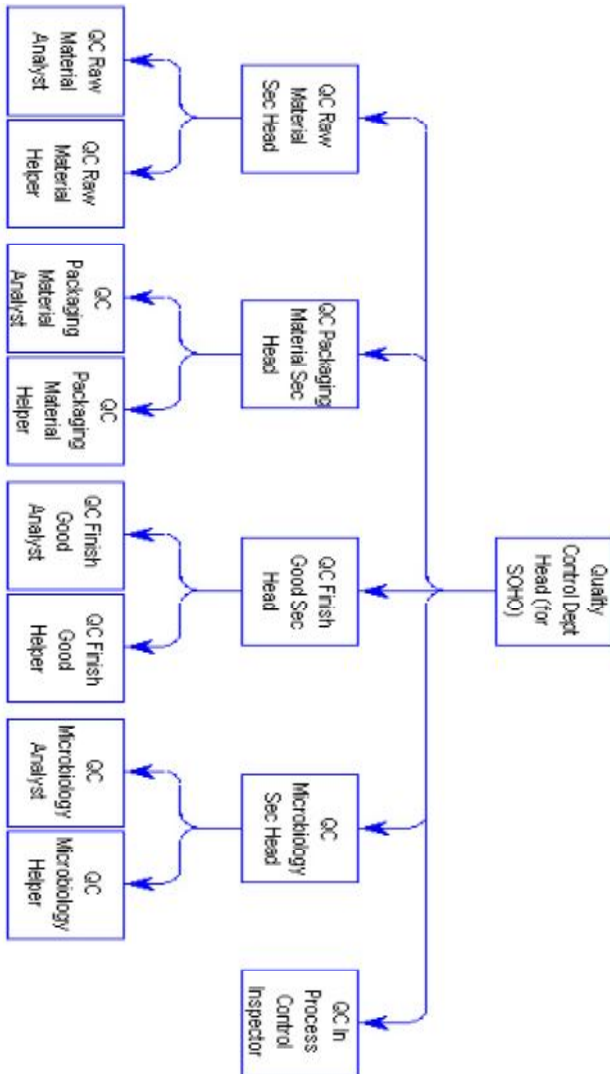 Quality
Control Dept
Head (for
SOHO)
QC Raw
Material
Sec Head
QC Packaging
Material Sec
Head
QC Finish
Good Sec
Head
QC
Microbiology
Sec Head
QC In
Process
Control
Inspector
QC Raw
Material
Analyst
QC Raw
Material
Helper
QC
Packaging
Material
Analyst
QC
Packaging
Material
Helper
QC Finish
Good
Analyst
QC Finish
Good
Helper
QC
Microbiology
Analyst
QC
Microbiology
Helper